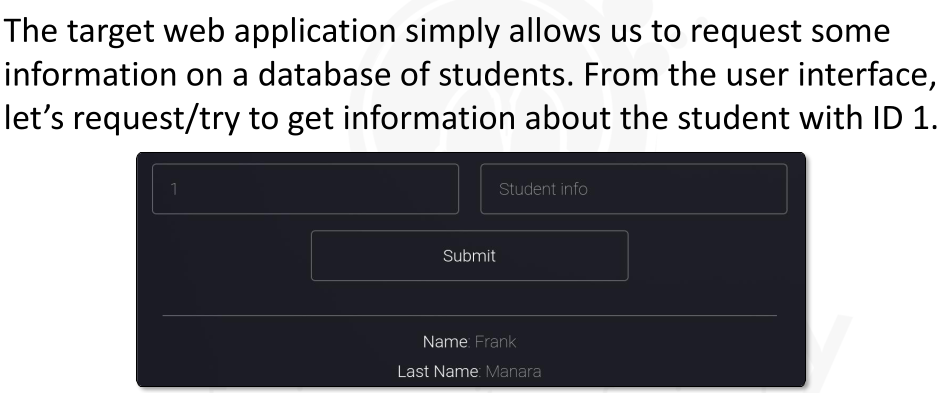 The target web application simply allows us to request some
information on a database of students. From the user interface,
let’s request/try to get information about the student with ID 1.
1 Student info
Submit
Name: Frank
Last Name: Manara